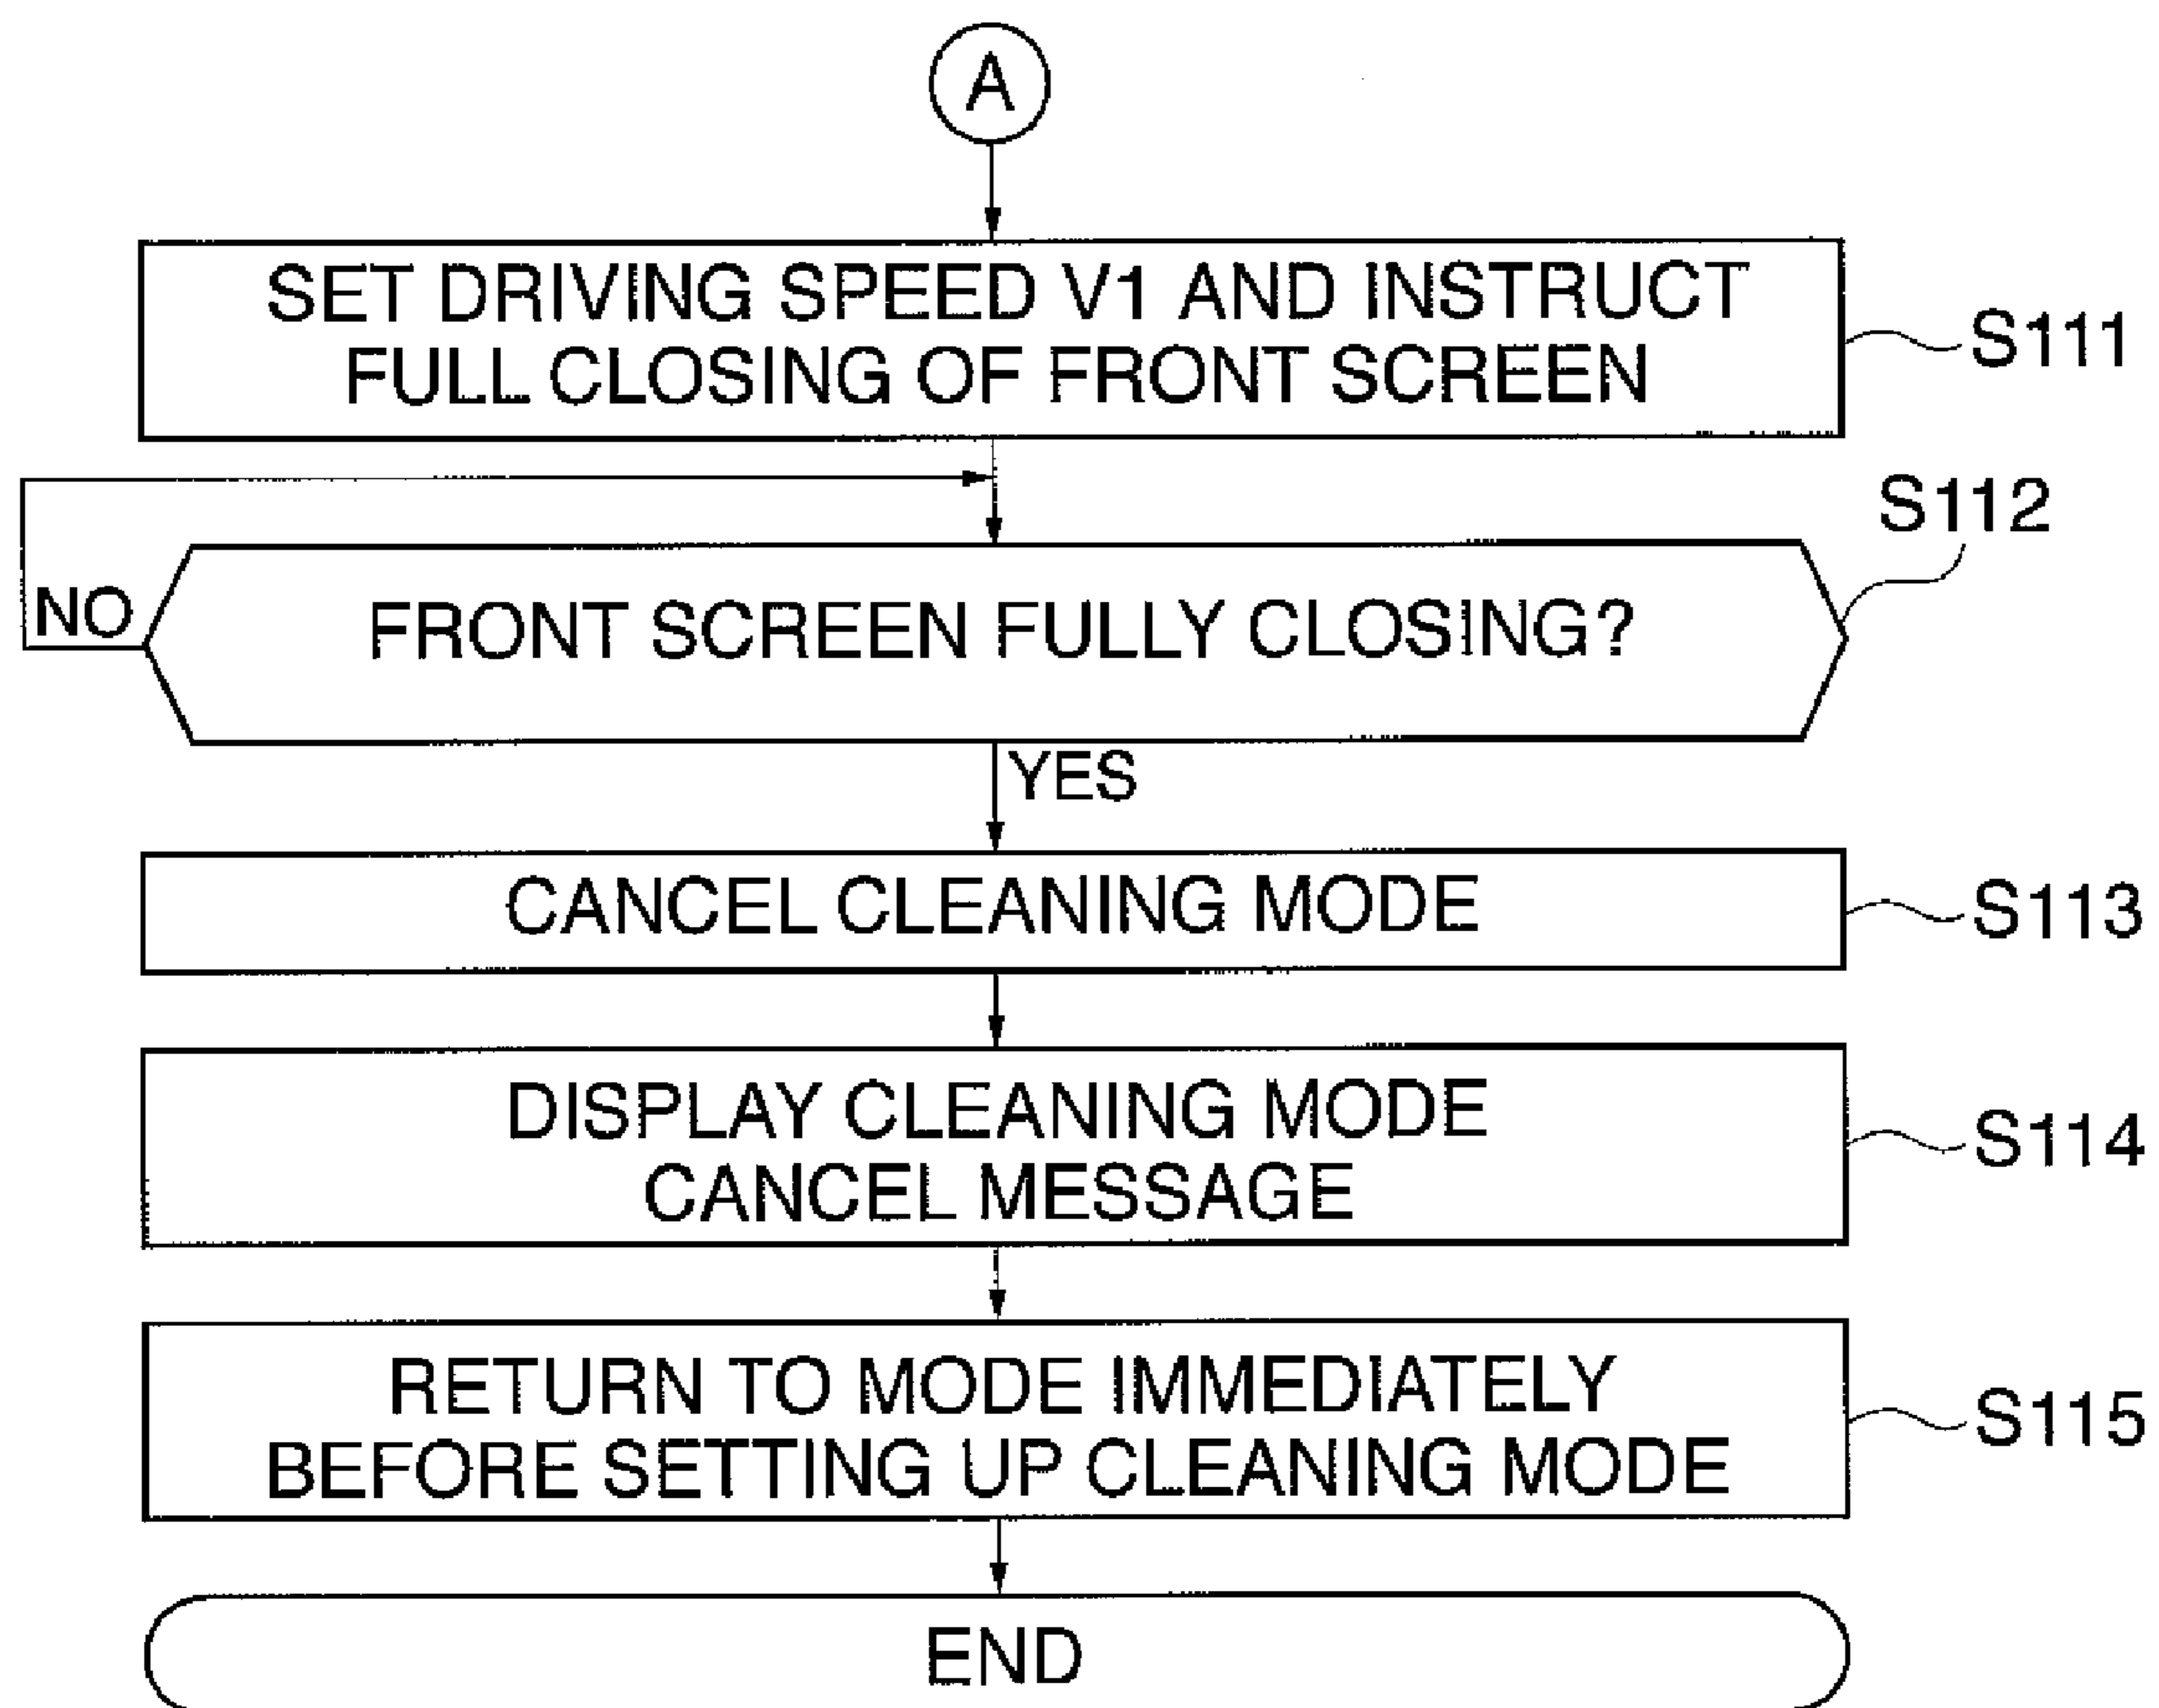 A
SET DRIVING SPEED V1 AND INSTRUCT
FULL CLOSING OF FRONT SCREEN
S111
S112
NO
FRONT SCREEN FULLY CLOSING?
YES
CANCEL CLEANING MODE
S113
DISPLAY CLEANING MODE
CANCEL MESSAGE
S114
RETURN TO MODE IMMEDIATELY
BEFORE SETTING UP CLEANING MODE
S115
END